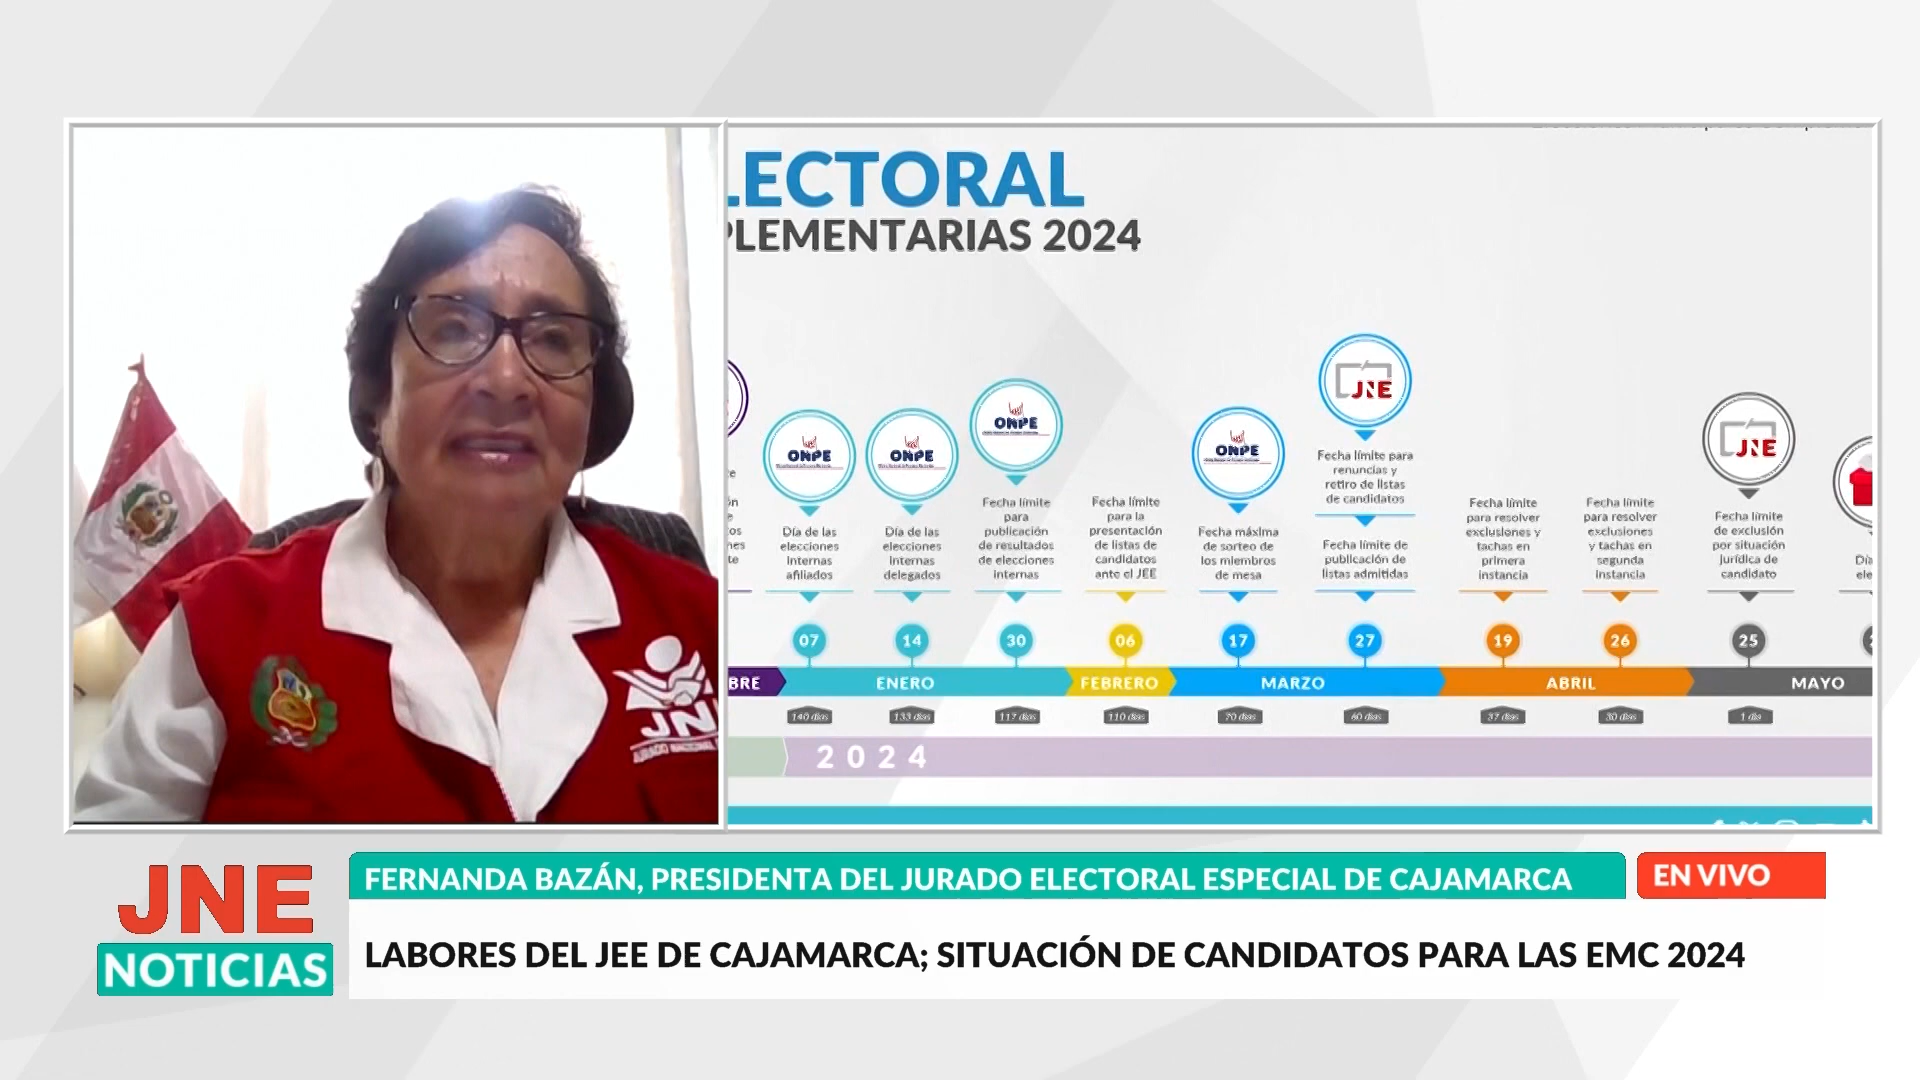 LECTORAL
PLEMENTARIAS 2024
JNE
ONPE
ONPE
ONPE
ONPE
JNE
Fecha límite para
renuncias y
retiro de listas
de candidatos
Día de las
elecciones
internas
afiliados
Día de las
elecciones
internas
delegados
Fecha límite
para
publicación
de resultados
de elecciones
internas
Fecha límite
para la
presentación
de listas de
candidatos
ante el JEE
Fecha máxima
de sorteo de
los miembros
de mesa
Fecha límite de
publicación de
listas admitidas
Fecha límite
para resolver
exclusiones y
tachas en
primera
instancia
Fecha límite
para resolver
exclusiones
y tachas en
segunda
instancia
Fecha límite
de exclusión
por situación
jurídica de
candidato
Día
ele
07 14 30 06 17 27 19 26 25
BRE ENERO FEBRERO MARZO ABRIL MAYO
140 días 133 días 117 días 110 días 70 días 60 días 37 días 30 días 1 día
2024
JN
JNE
NOTICIAS
FERNANDA BAZÁN, PRESIDENTA DEL JURADO ELECTORAL ESPECIAL DE CAJAMARCA
EN VIVO
LABORES DEL JEE DE CAJAMARCA; SITUACIÓN DE CANDIDATOS PARA LAS EMC 2024